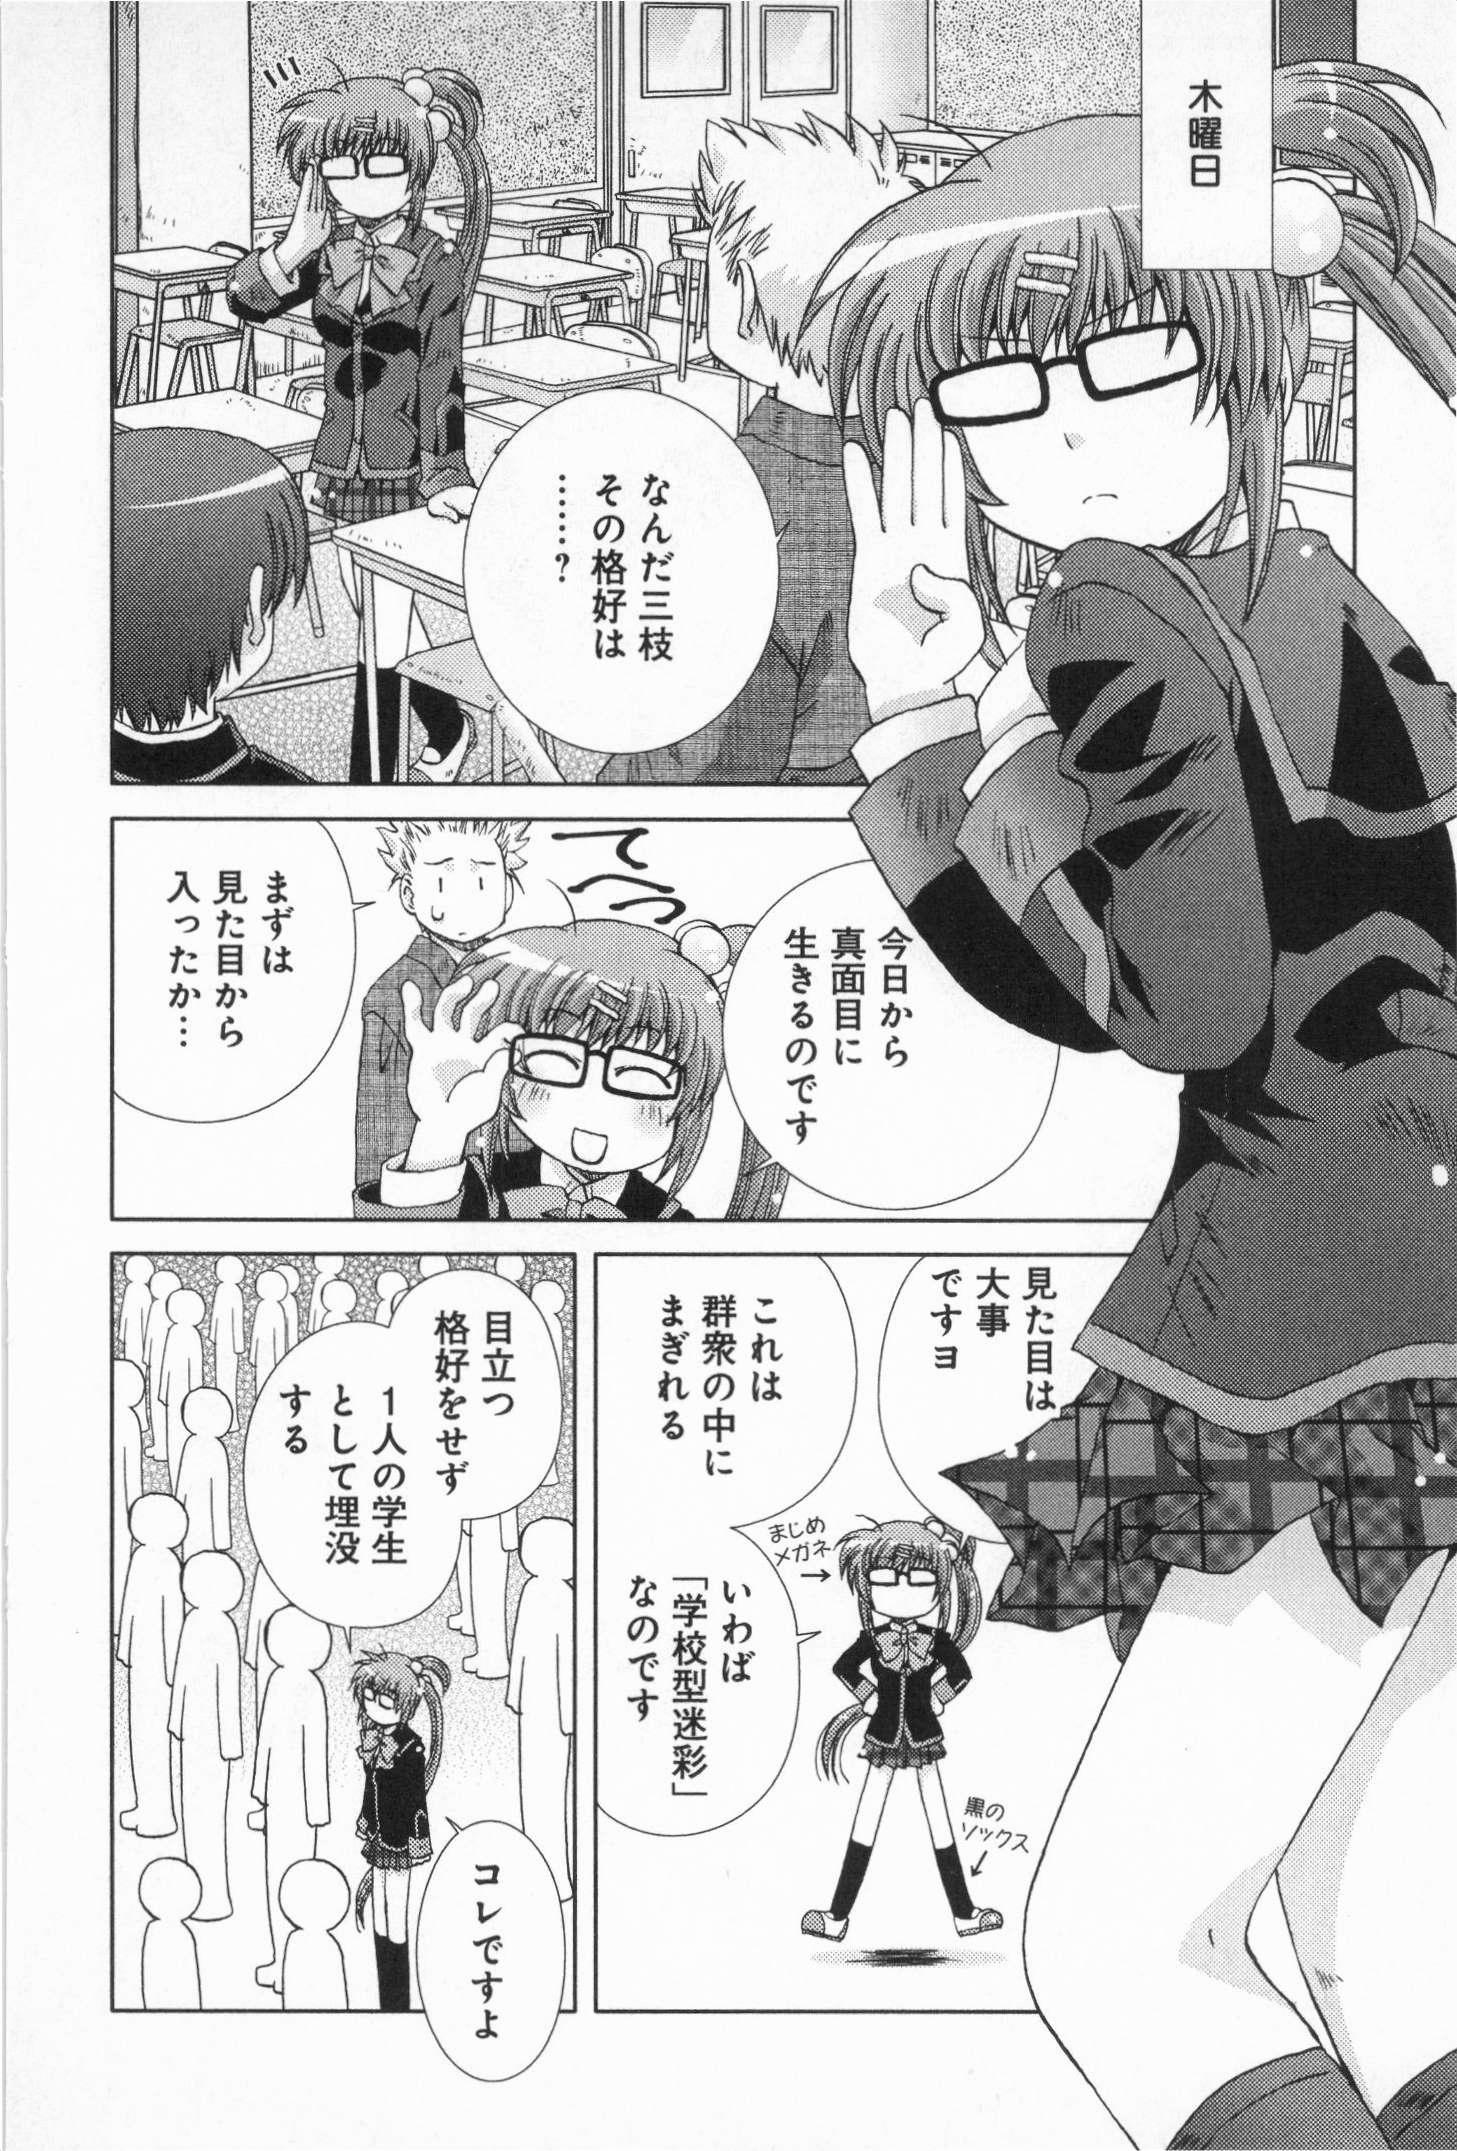 木曜日
なんだ三枝
その格好は
……?
今日から
真面目に
生きるのです
てへっ
まずは
見た目から
入ったか…
見た目は
大事
ですヨ
これは
群衆の中に
まぎれる
まじめ
メガネ
→
いわば
「学校型迷彩」
なのです
黒の
ソックス
目立つ
格好をせず
1人の学生
として埋没
する
コレですよ